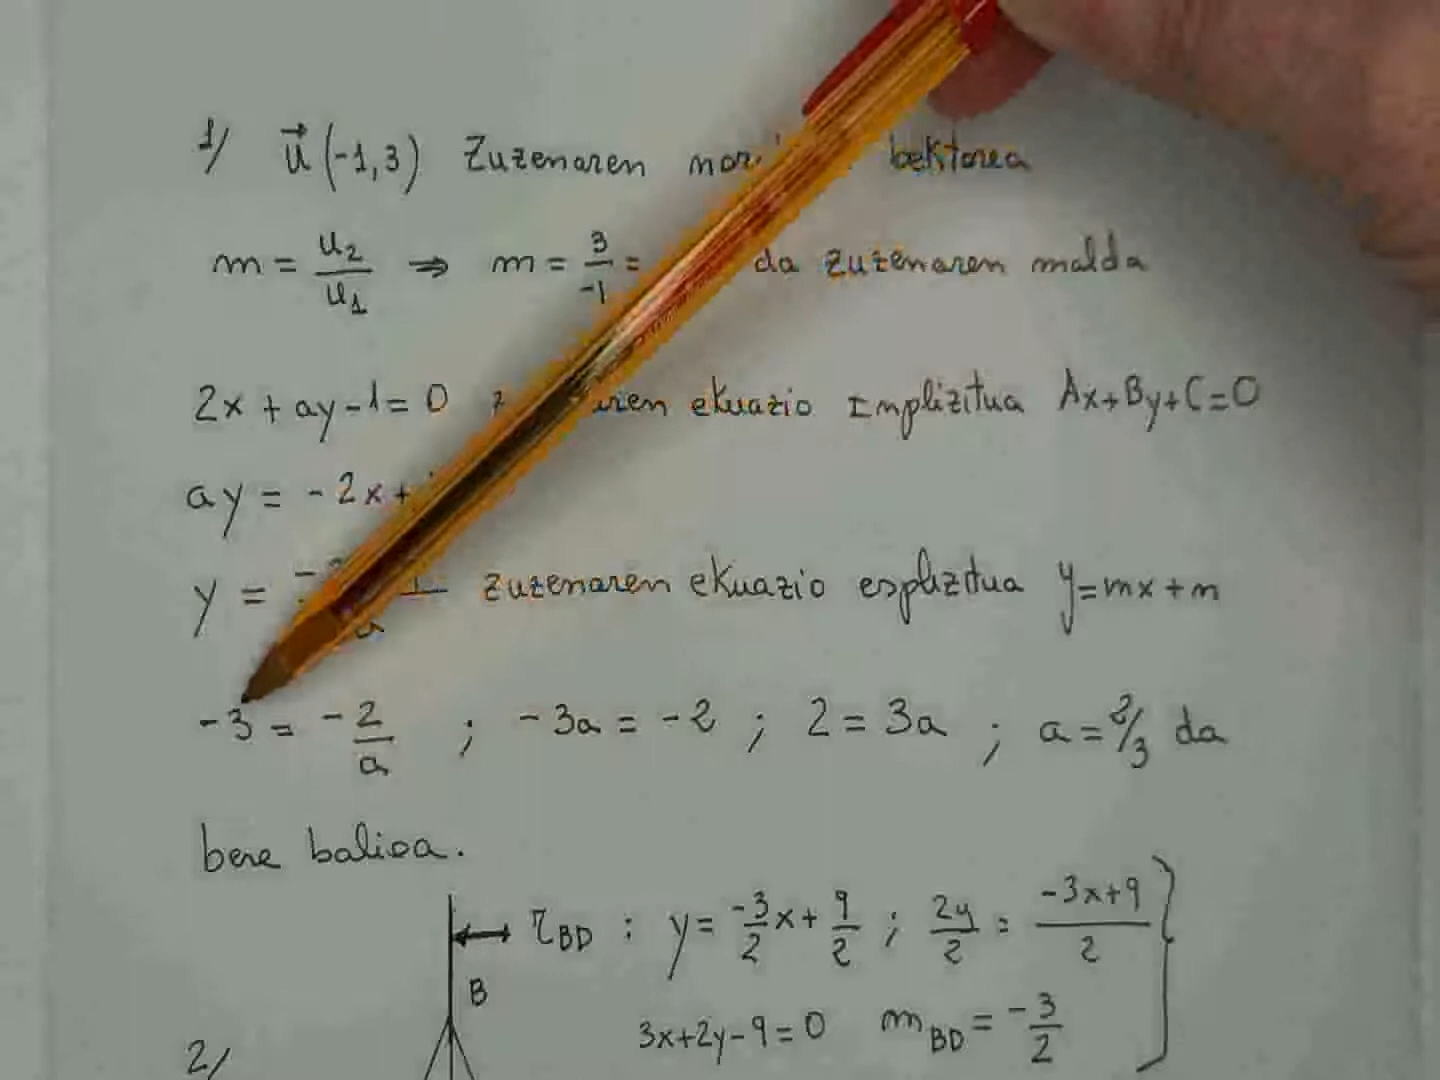 1/ u⃗(-1,3) Zuzenaren bektorea
m = u₂/u₁ ⇒ m = 3/-1 = da zuzenaren malda
2x + ay - 1 = 0 ekuazio Inplizitua Ax+By+C=0
ay = -2x +
y = zuzenaren ekuazio esplizitua y=mx+n
-3 = -2/a ; -3a = -2 ; 2 = 3a ; a = 2/3 da
bere balioa.
↔ r_BD : y = -3/2 x + 9/2 ; 2y/2 = (-3x+9)/2 }
B
3x+2y-9=0 m_BD = -3/2
2/